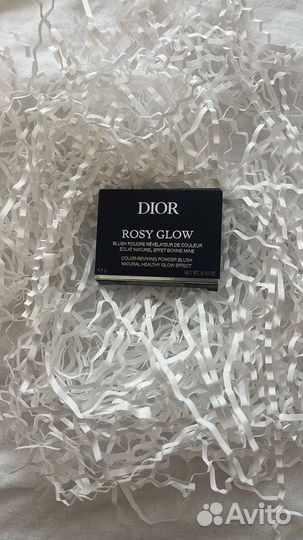 DIOR
ROSY GLOW
BLUSH POUDRE RÉVÉLATEUR DE COULEUR
ÉCLAT NATUREL EFFET BONNE MINE
COLOR-REVIVING POWDER BLUSH
NATURAL HEALTHY GLOW EFFECT
NET WT. 0.15 OZ
Avito